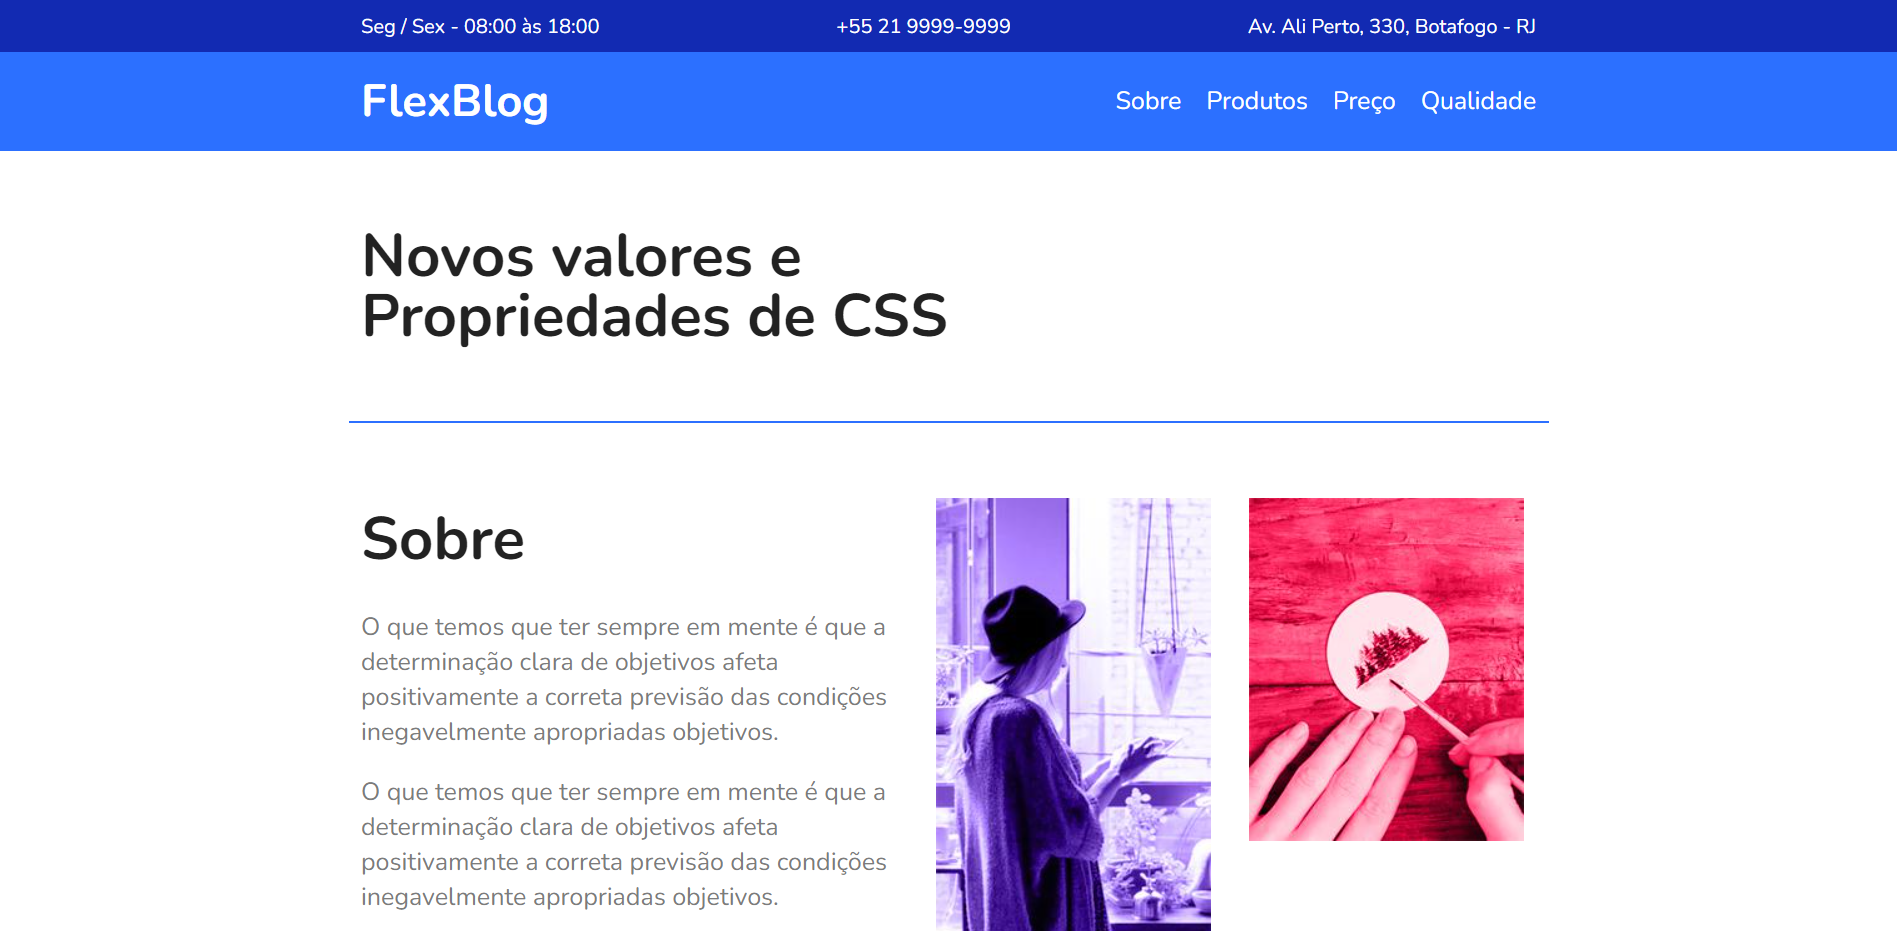 Seg / Sex - 08:00 às 18:00
+55 21 9999-9999
Av. Ali Perto, 330, Botafogo - RJ
FlexBlog
Sobre
Produtos
Preço
Qualidade
Novos valores e
Propriedades de CSS
Sobre
O que temos que ter sempre em mente é que a
determinação clara de objetivos afeta
positivamente a correta previsão das condições
inegavelmente apropriadas objetivos.
O que temos que ter sempre em mente é que a
determinação clara de objetivos afeta
positivamente a correta previsão das condições
inegavelmente apropriadas objetivos.